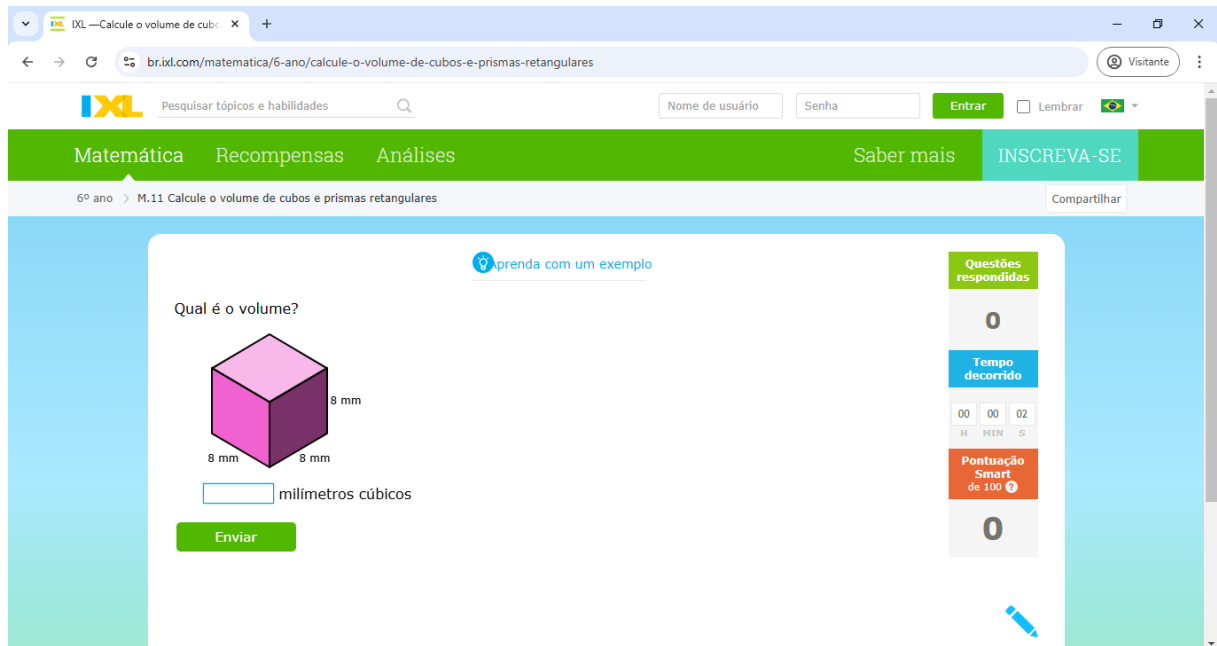 IXL —Calcule o volume de cubo
br.ixl.com/matematica/6-ano/calcule-o-volume-de-cubos-e-prismas-retangulares
Visitante
IXL
Pesquisar tópicos e habilidades
Nome de usuário
Senha
Entrar
Lembrar
Matemática Recompensas Análises
Saber mais
INSCREVA-SE
6º ano > M.11 Calcule o volume de cubos e prismas retangulares
Compartilhar
Aprenda com um exemplo
Qual é o volume?
8 mm
8 mm 8 mm
milímetros cúbicos
Enviar
Questões
respondidas
0
Tempo
decorrido
00 00 02
H MIN S
Pontuação
Smart
de 100 ?
0